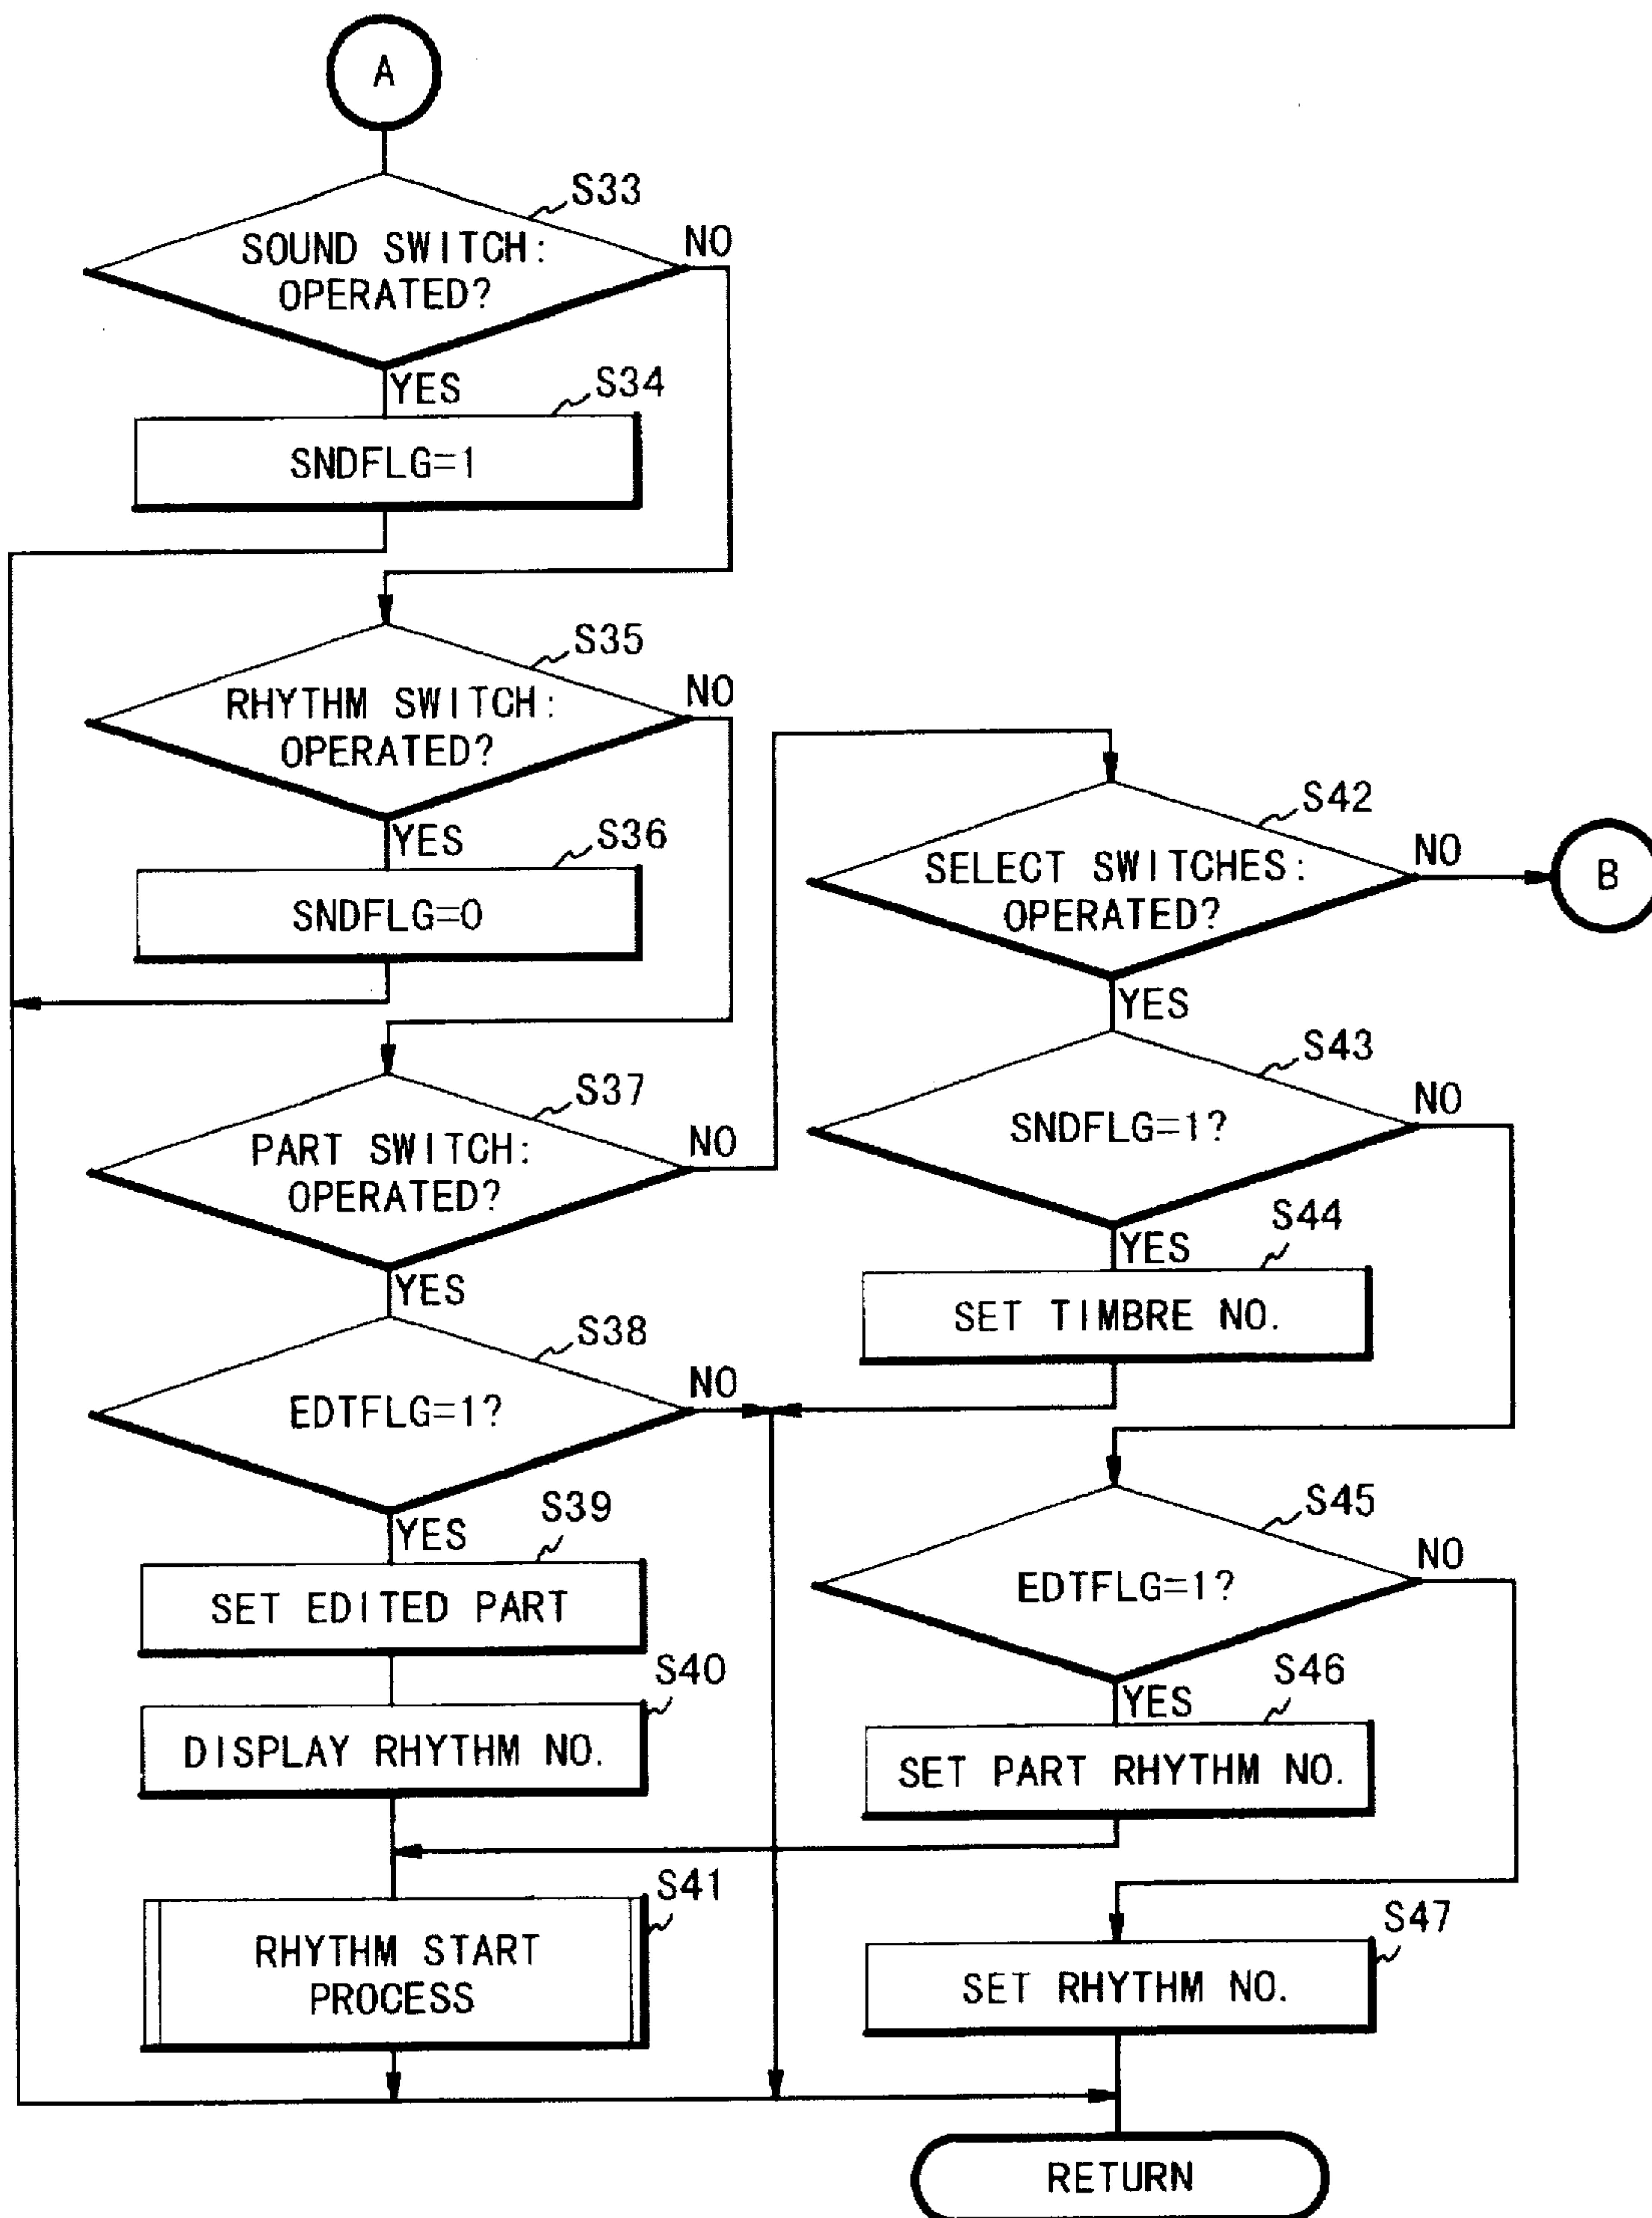 A
S33
SOUND SWITCH:
OPERATED?
NO
YES
S34
SNDFLG=1
S35
RHYTHM SWITCH:
OPERATED?
NO
YES
S36
SNDFLG=0
S37
PART SWITCH:
OPERATED?
NO
YES
S38
EDTFLG=1?
NO
YES
S39
SET EDITED PART
S40
DISPLAY RHYTHM NO.
S41
RHYTHM START
PROCESS
S42
SELECT SWITCHES:
OPERATED?
NO
B
YES
S43
SNDFLG=1?
NO
YES
S44
SET TIMBRE NO.
S45
EDTFLG=1?
NO
YES
S46
SET PART RHYTHM NO.
S47
SET RHYTHM NO.
RETURN